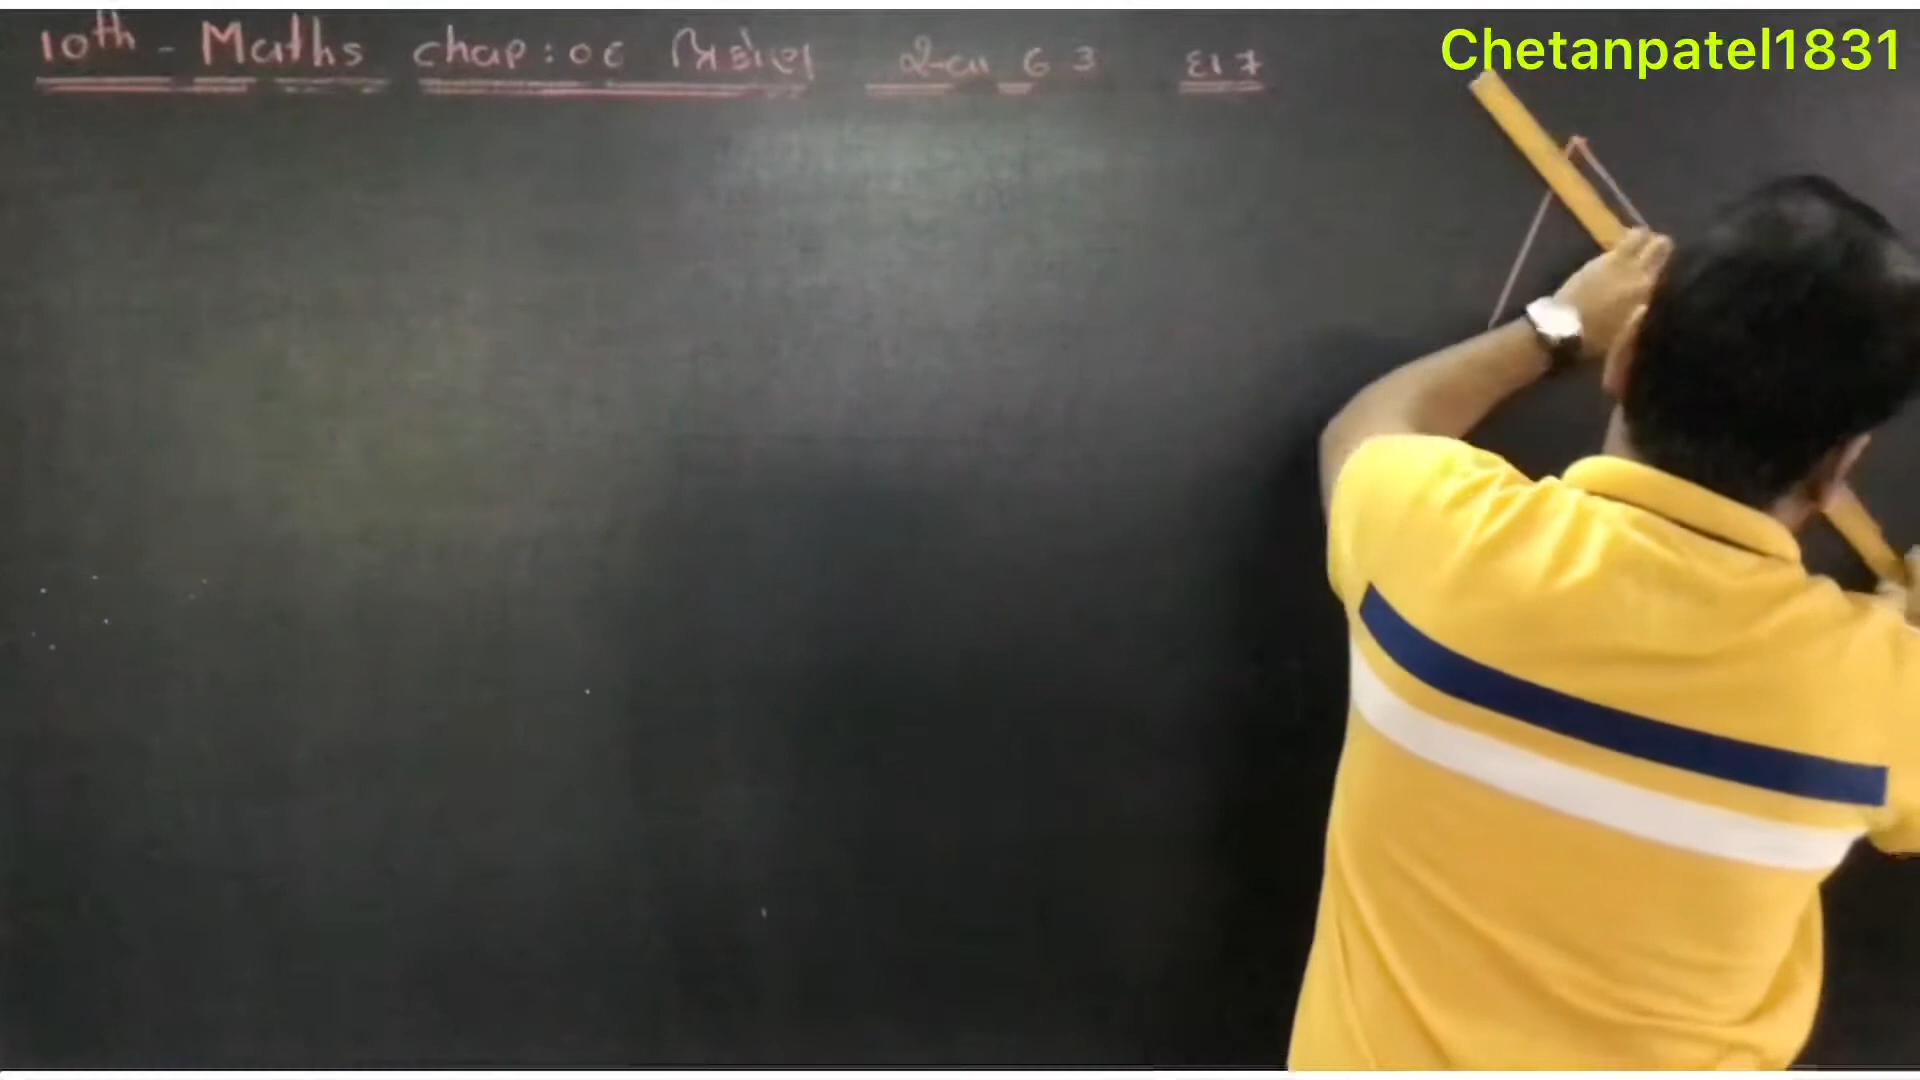 10th - Maths chap : 06 ત્રિકોણ સ્વા 6 3 દા 7
Chetanpatel1831